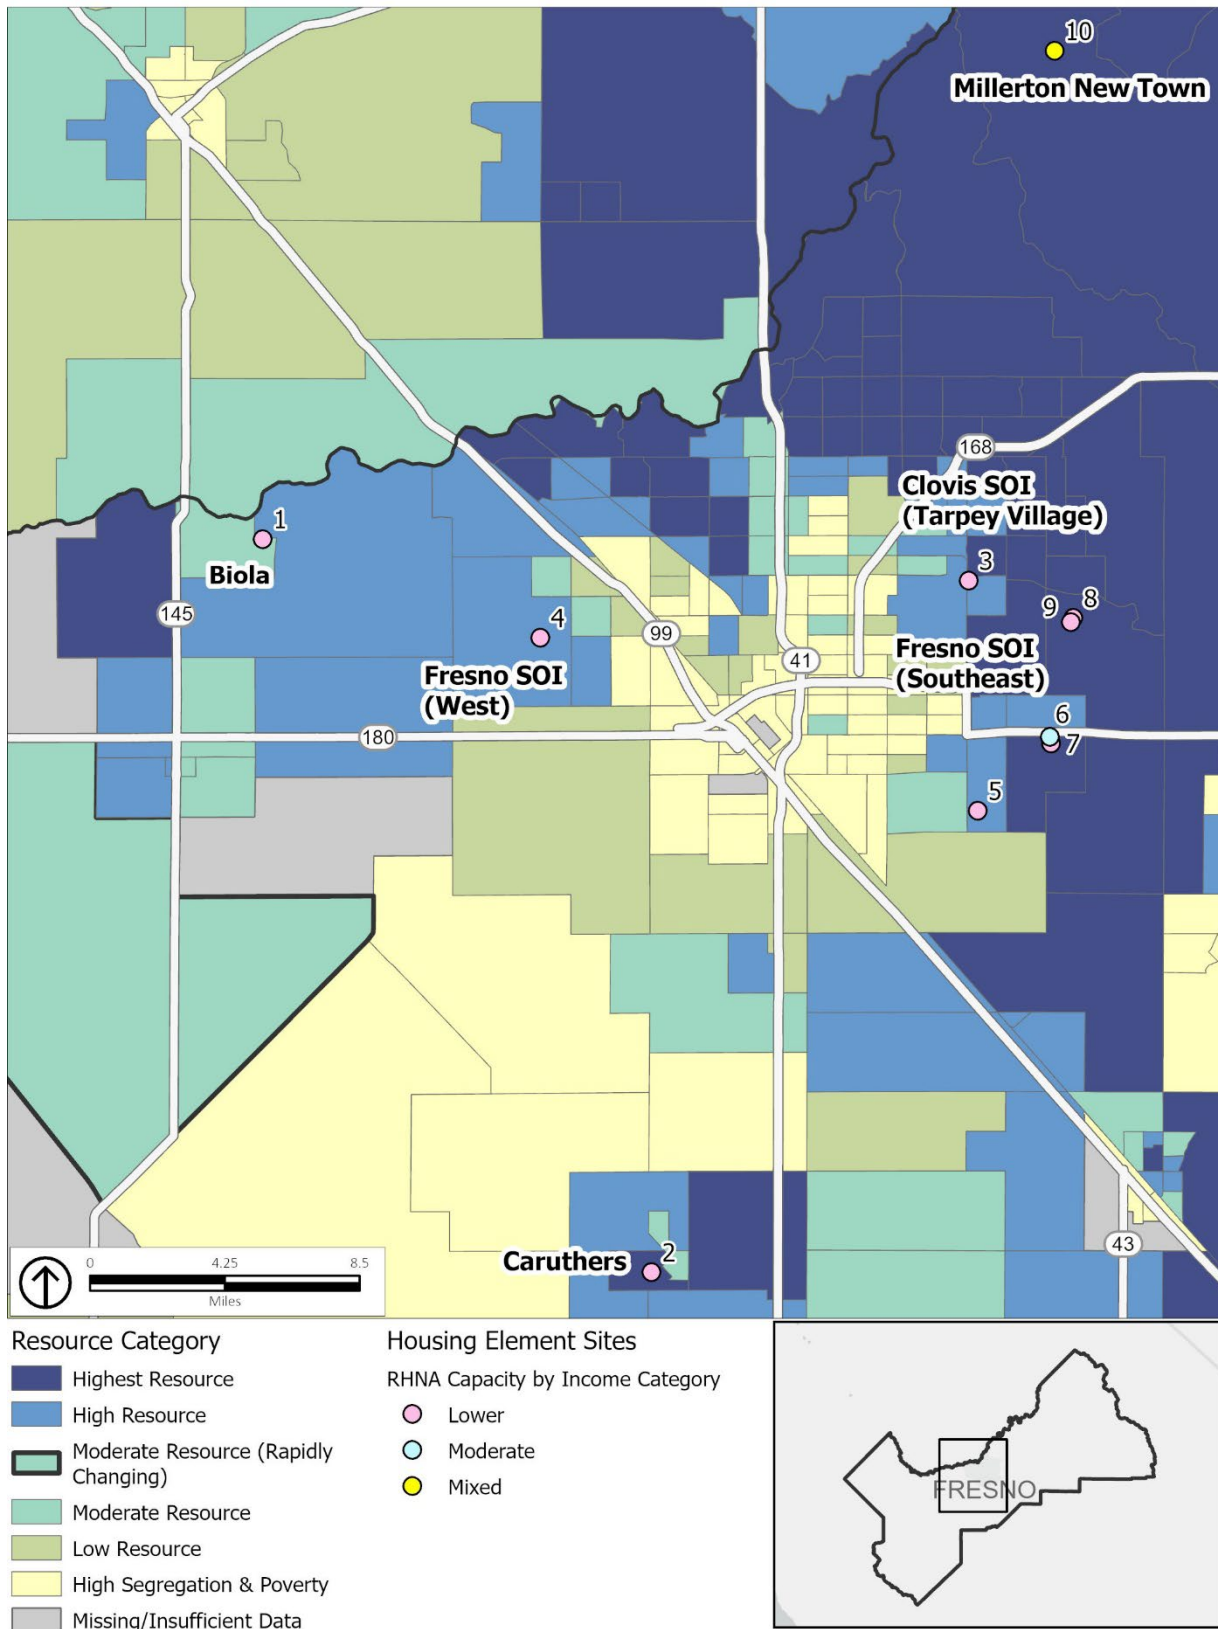 10
Millerton New Town
168
Clovis SOI
(Tarpey Village)
1
Biola
3
145
8
9
4
99
Fresno SOI
(West)
41
Fresno SOI
(Southeast)
180
6
7
5
2
Caruthers
43
0
4.25
8.5
Miles
Resource Category
Highest Resource
High Resource
Moderate Resource (Rapidly
Changing)
Moderate Resource
Low Resource
High Segregation & Poverty
Missing/Insufficient Data
Housing Element Sites
RHNA Capacity by Income Category
Lower
Moderate
Mixed
FRESNO